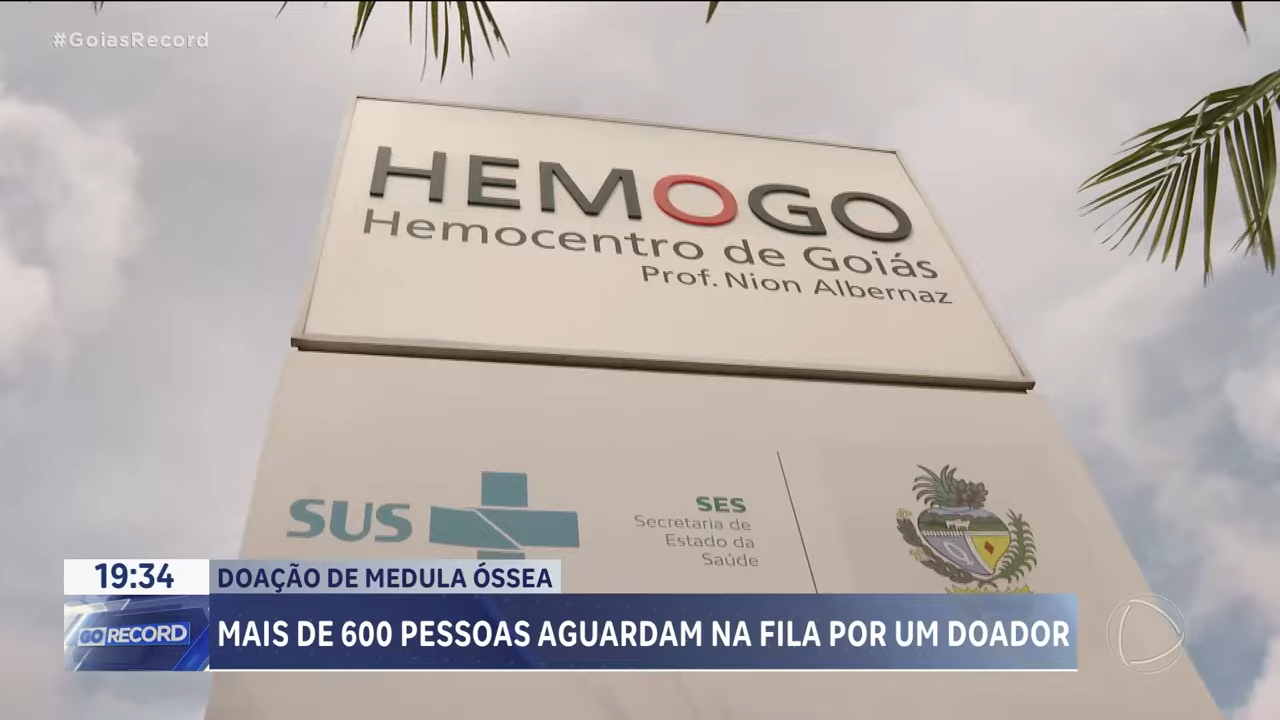 #GoiasRecord
HEMOGO
Hemocentro de Goiás
Prof. Nion Albernaz
SUS
SES
Secretaria de
Estado da
Saúde
19:34
DOAÇÃO DE MEDULA ÓSSEA
GO RECORD
MAIS DE 600 PESSOAS AGUARDAM NA FILA POR UM DOADOR